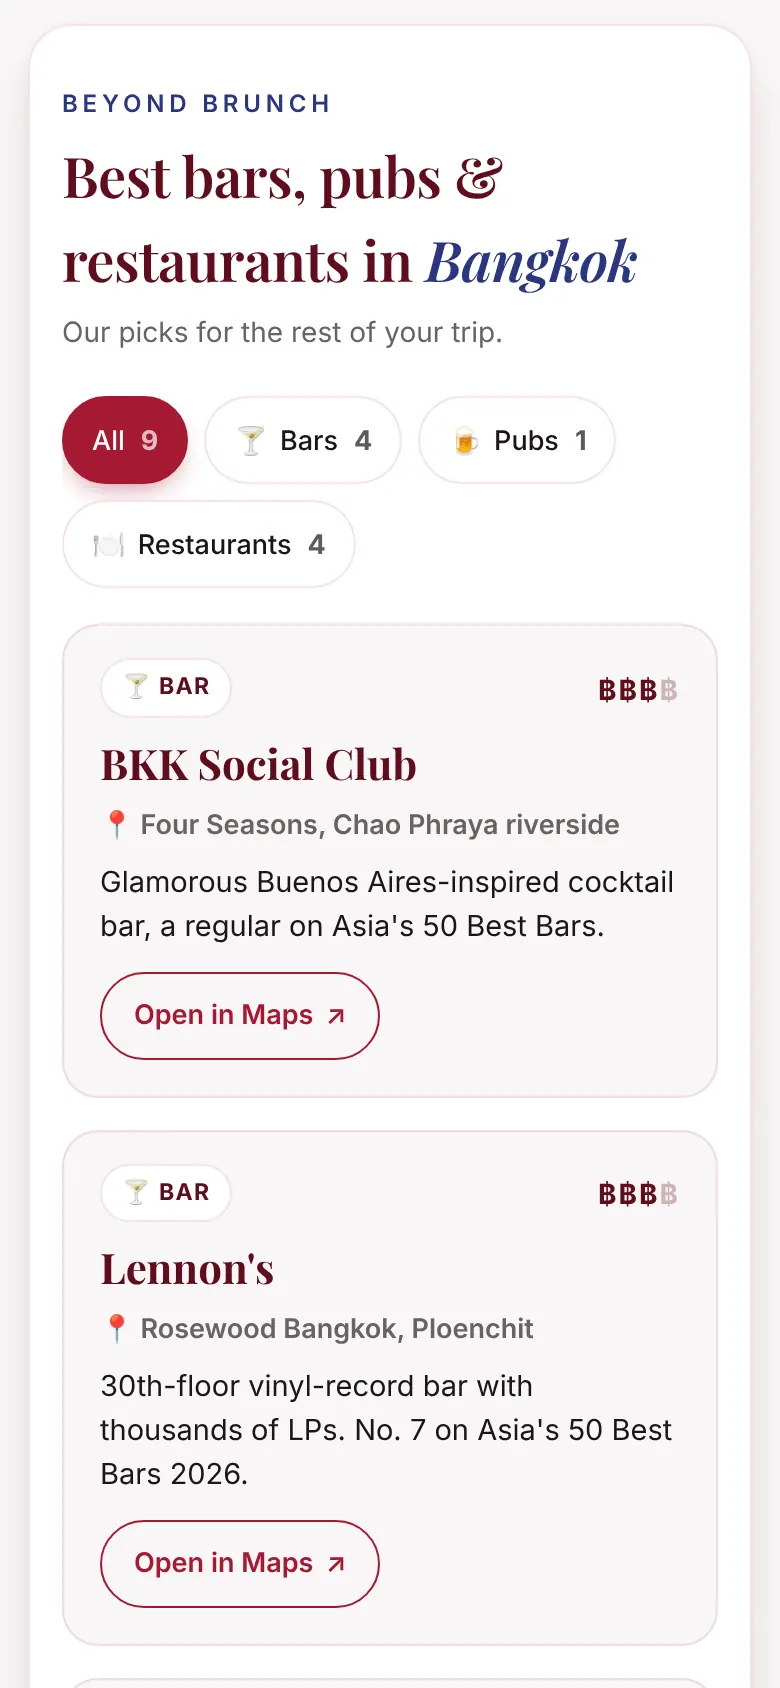 BEYOND BRUNCH
Best bars, pubs &
restaurants in Bangkok
Our picks for the rest of your trip.
All 9
🍸 Bars 4
🍺 Pubs 1
🍽️ Restaurants 4
🍸 BAR
฿฿฿฿
BKK Social Club
📍 Four Seasons, Chao Phraya riverside
Glamorous Buenos Aires-inspired cocktail
bar, a regular on Asia's 50 Best Bars.
Open in Maps ↗
🍸 BAR
฿฿฿฿
Lennon's
📍 Rosewood Bangkok, Ploenchit
30th-floor vinyl-record bar with
thousands of LPs. No. 7 on Asia's 50 Best
Bars 2026.
Open in Maps ↗